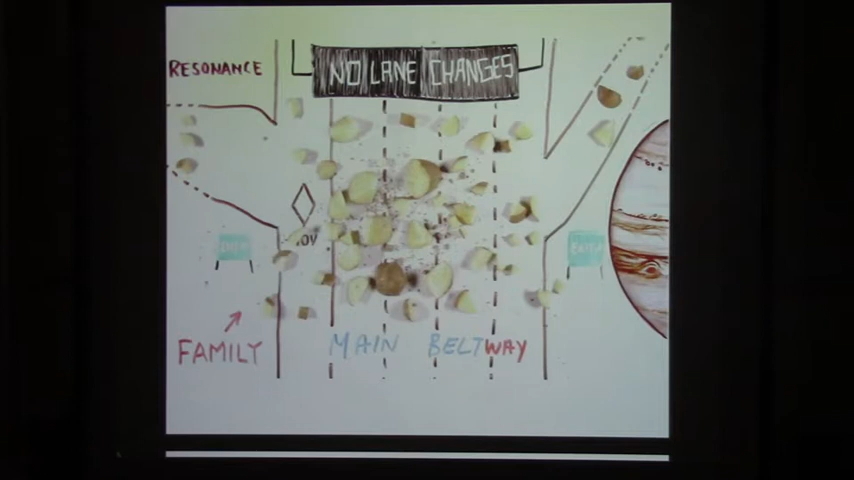 NO LANE CHANGES
RESONANCE
FAMILY
MAIN BELTWAY